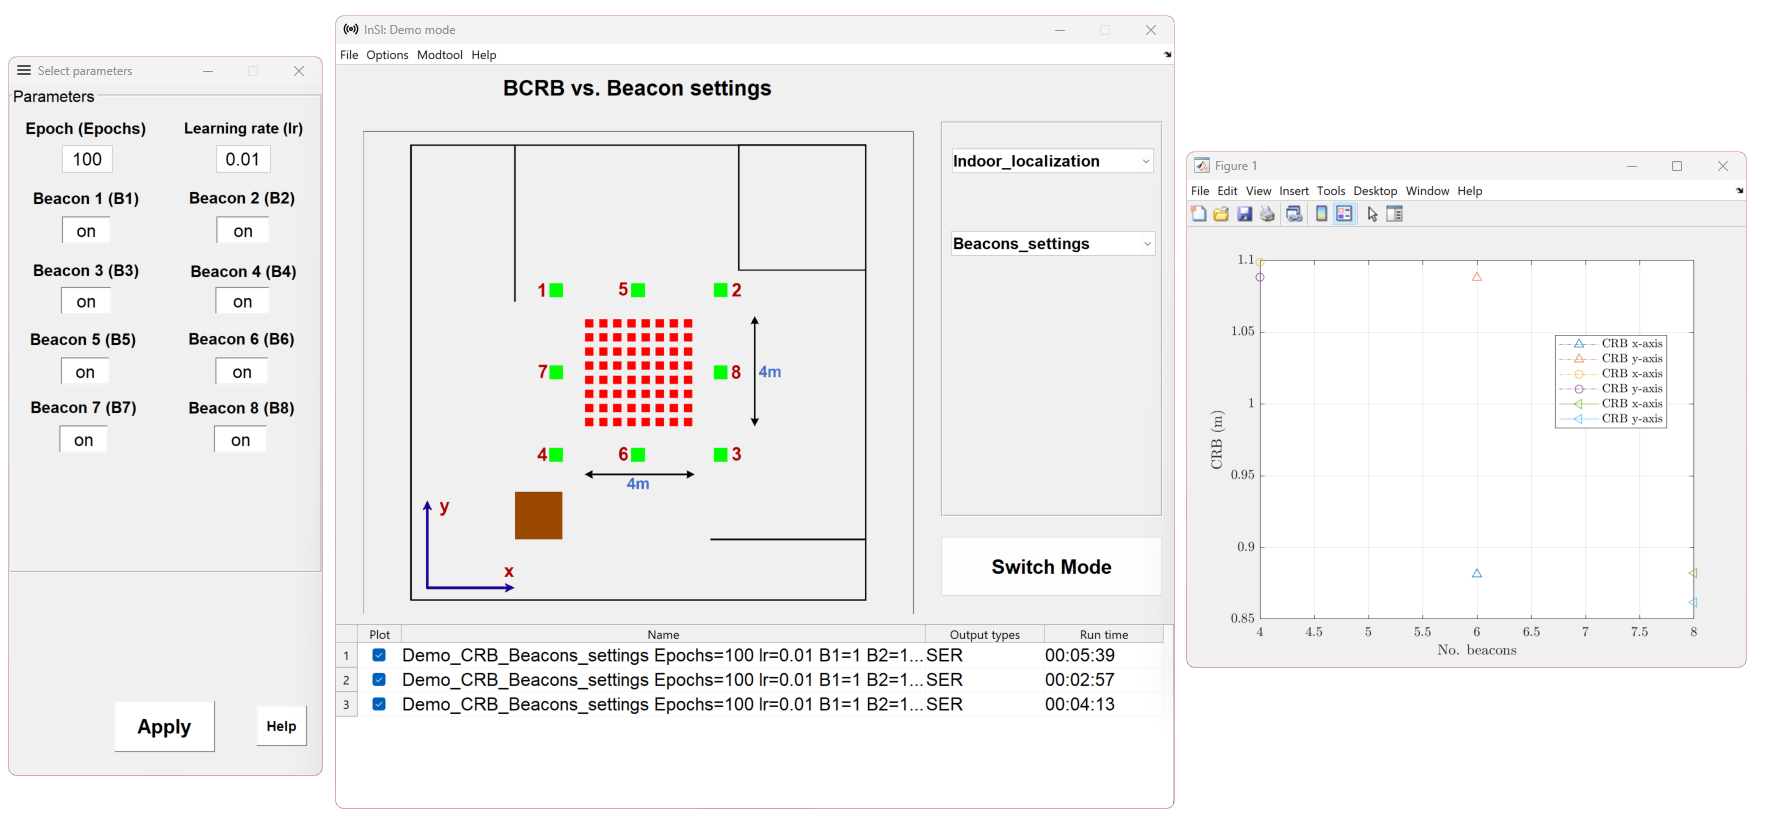 Select parameters
Parameters
Epoch (Epochs) Learning rate (lr)
100 0.01
Beacon 1 (B1) Beacon 2 (B2)
on on
Beacon 3 (B3) Beacon 4 (B4)
on on
Beacon 5 (B5) Beacon 6 (B6)
on on
Beacon 7 (B7) Beacon 8 (B8)
on on
Apply Help
InSI: Demo mode
File Options Modtool Help
BCRB vs. Beacon settings
1 5 2
7 8 4m
4 6 3
4m
y
x
Indoor_localization
Beacons_settings
Switch Mode
Plot Name Output types Run time
1 Demo_CRB_Beacons_settings Epochs=100 lr=0.01 B1=1 B2=1... SER 00:05:39
2 Demo_CRB_Beacons_settings Epochs=100 lr=0.01 B1=1 B2=1... SER 00:02:57
3 Demo_CRB_Beacons_settings Epochs=100 lr=0.01 B1=1 B2=1... SER 00:04:13
Figure 1
File Edit View Insert Tools Desktop Window Help
1.1
1.05
1
0.95
0.9
0.85
CRB (m)
CRB x-axis
CRB y-axis
CRB x-axis
CRB y-axis
CRB x-axis
CRB y-axis
4 4.5 5 5.5 6 6.5 7 7.5 8
No. beacons